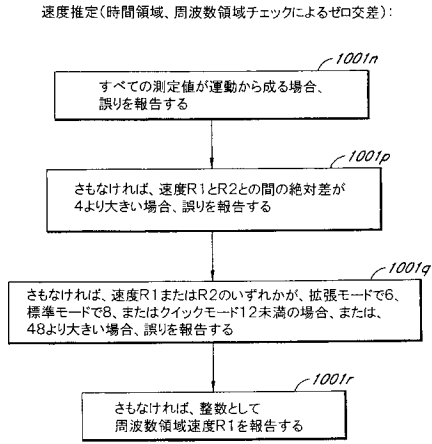 速度推定(時間領域、周波数領域チェックによるゼロ交差):
1001n
すべての測定値が運動から成る場合、
誤りを報告する
1001p
さもなければ、速度R1とR2との間の絶対差が
4より大きい場合、誤りを報告する
1001q
さもなければ、速度R1またはR2のいずれかが、拡張モードで6、
標準モードで8、またはクイックモード12未満の場合、または、
48より大きい場合、誤りを報告する
1001r
さもなければ、整数として
周波数領域速度R1を報告する